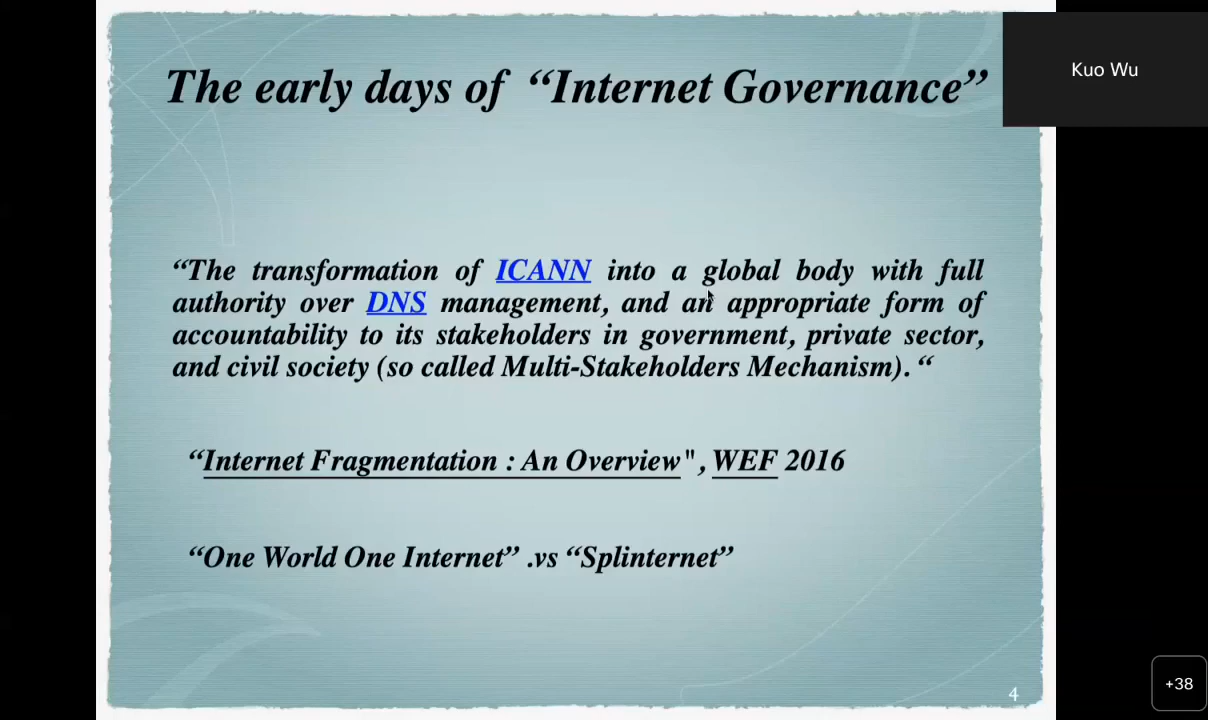 The early days of “Internet Governance”
Kuo Wu
“The transformation of ICANN into a global body with full
authority over DNS management, and an appropriate form of
accountability to its stakeholders in government, private sector,
and civil society (so called Multi-Stakeholders Mechanism). “
“Internet Fragmentation : An Overview", WEF 2016
“One World One Internet” .vs “Splinternet”
4
+38